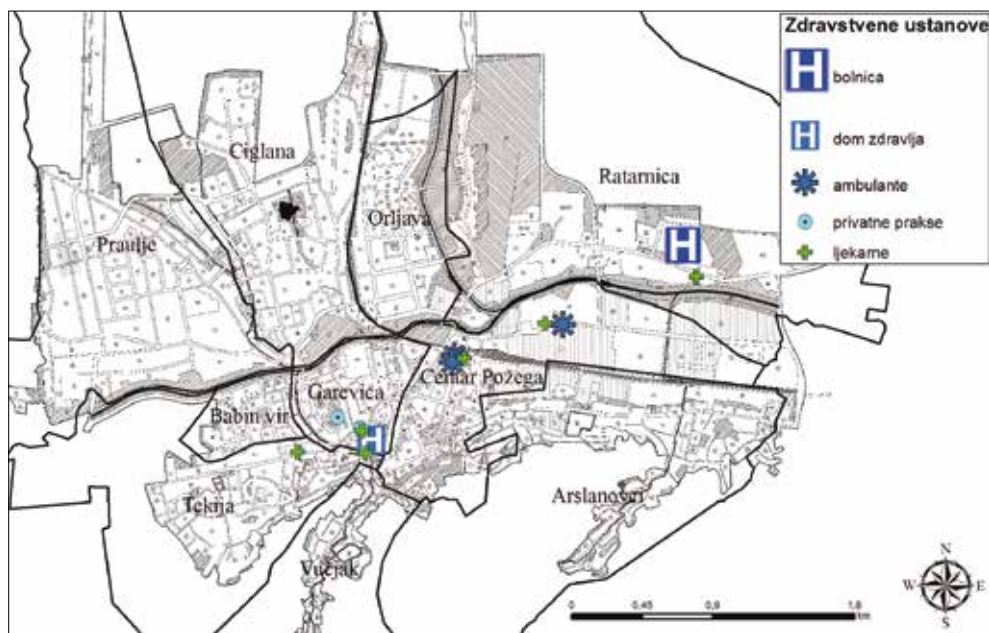 Zdravstvene ustanove
bolnica
dom zdravlja
ambulante
privatne prakse
ljekarne
Ciglana
Ratarnica
Orljava
Praulje
Garevica
Centar Požega
Babin vir
Arslanovci
Tekija
Vučjak
N
W E
S
0 0,45 0,9 1,8
km
H
H
H
H